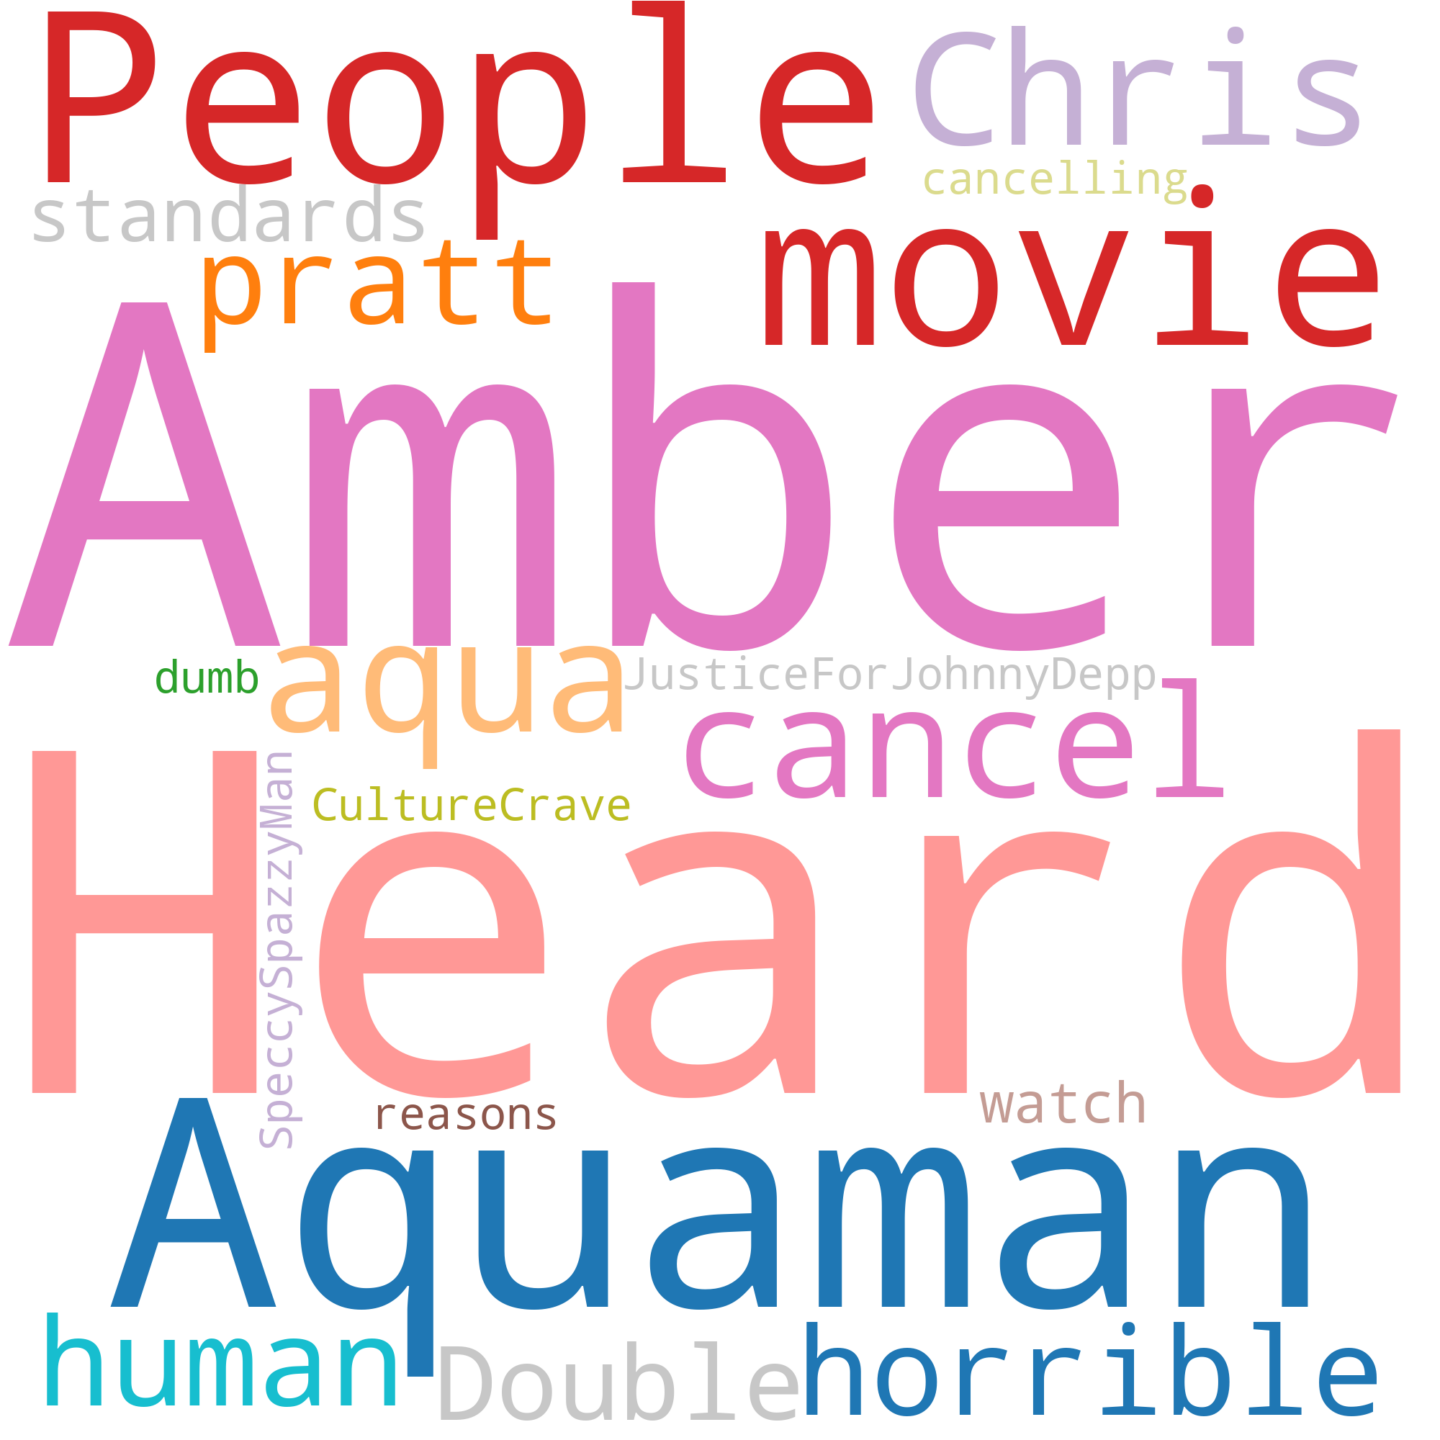 People
Chris
cancelling
standards
movie
pratt
Amber
dumb
aqua
JusticeForJohnnyDepp
cancel
Heard
SpeccySpazzyMan
CultureCrave
reasons
watch
Aquaman
human
Double
horrible